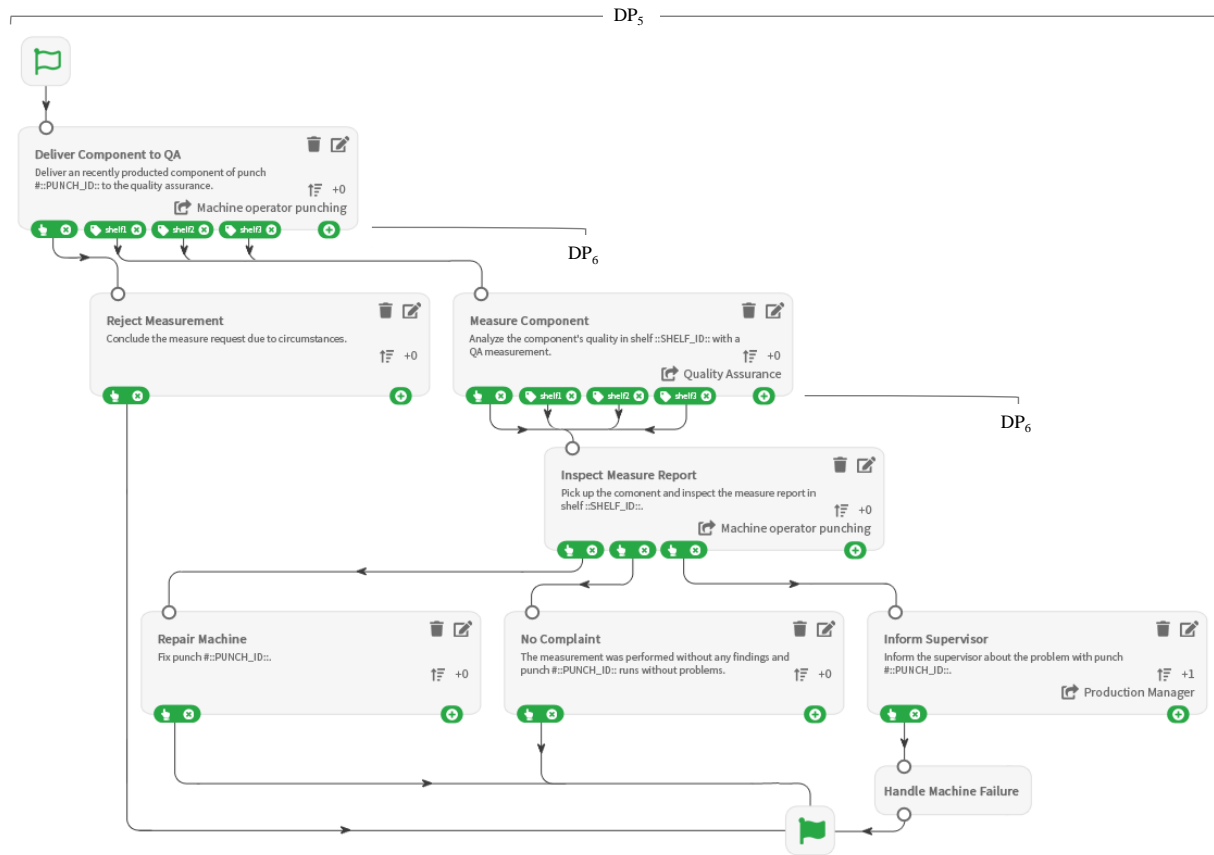 DP5
Deliver Component to QA
Deliver an recently producted component of punch
#::PUNCH_ID:: to the quality assurance.
+0
Machine operator punching
shelf1 shelf2 shelf3
DP6
Reject Measurement
Conclude the measure request due to circumstances.
+0
Measure Component
Analyze the component's quality in shelf ::SHELF_ID:: with a
QA measurement.
+0
Quality Assurance
shelf1 shelf2 shelf3
DP6
Inspect Measure Report
Pick up the comonent and inspect the measure report in
shelf ::SHELF_ID::.
+0
Machine operator punching
Repair Machine
Fix punch #::PUNCH_ID::.
+0
No Complaint
The measurement was performed without any findings and
punch #::PUNCH_ID:: runs without problems.
+0
Inform Supervisor
Inform the supervisor about the problem with punch
#::PUNCH_ID::.
+1
Production Manager
Handle Machine Failure